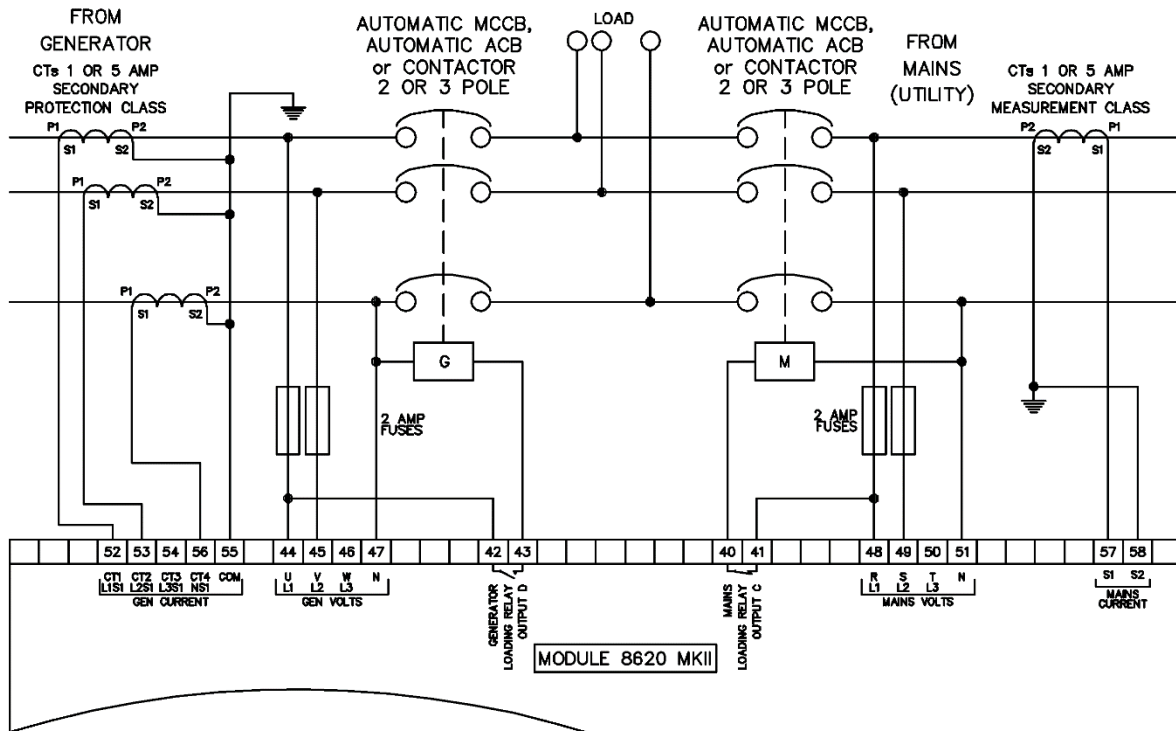 FROM
GENERATOR
CTs 1 OR 5 AMP
SECONDARY
PROTECTION CLASS
AUTOMATIC MCCB,
AUTOMATIC ACB
or CONTACTOR
2 OR 3 POLE
LOAD
AUTOMATIC MCCB,
AUTOMATIC ACB
or CONTACTOR
2 OR 3 POLE
FROM
MAINS
(UTILITY)
CTs 1 OR 5 AMP
SECONDARY
MEASUREMENT CLASS
P1 P2
S1 S2
P2 P1
S2 S1
P1 P2
S1 S2
P1 P2
S1 S2
G
M
2 AMP
FUSES
2 AMP
FUSES
52 53 54 56 55 44 45 46 47 42 43 40 41 48 49 50 51 57 58
CT1 CT2 CT3 CT4 COM
L1S1 L2S1 L3S1 NS1
GEN CURRENT
U V W N
L1 L2 L3
GEN VOLTS
GENERATOR
LOADING RELAY
OUTPUT D
MAINS
LOADING RELAY
OUTPUT C
R S T N
L1 L2 L3
MAINS VOLTS
S1 S2
MAINS
CURRENT
MODULE 8620 MKII